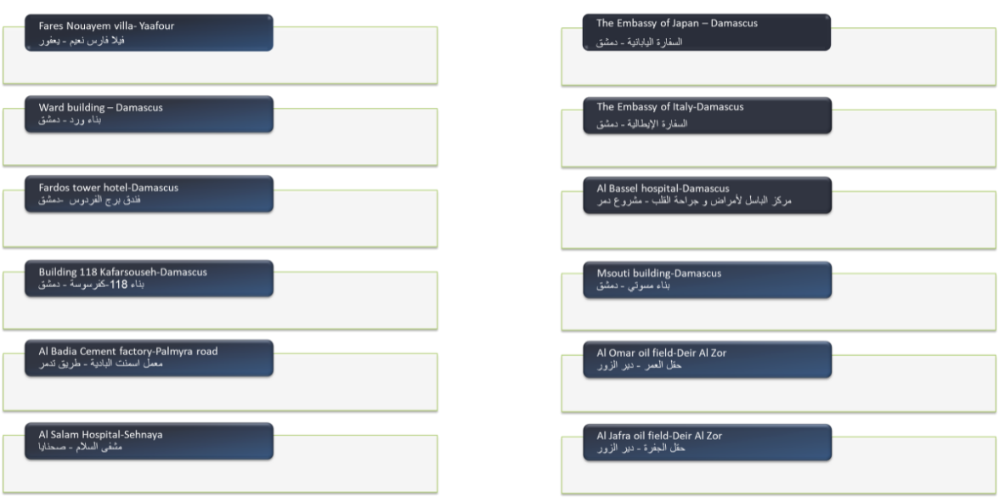 Fares Nouayem villa- Yaafour
فيلا فارس نعيم - يعفور
Ward building – Damascus
بناء ورد - دمشق
Fardos tower hotel-Damascus
فندق برج الفردوس -دمشق
Building 118 Kafarsouseh-Damascus
بناء 118-كفرسوسة - دمشق
Al Badia Cement factory-Palmyra road
معمل اسمنت البادية - طريق تدمر
Al Salam Hospital-Sehnaya
مشفى السلام - صحنايا
The Embassy of Japan – Damascus
السفارة اليابانية - دمشق
The Embassy of Italy-Damascus
السفارة الإيطالية - دمشق
Al Bassel hospital-Damascus
مركز الباسل لأمراض و جراحة القلب - مشروع دمر
Msouti building-Damascus
بناء مسوتي - دمشق
Al Omar oil field-Deir Al Zor
حقل العمر - دير الزور
Al Jafra oil field-Deir Al Zor
حقل الجفرة - دير الزور